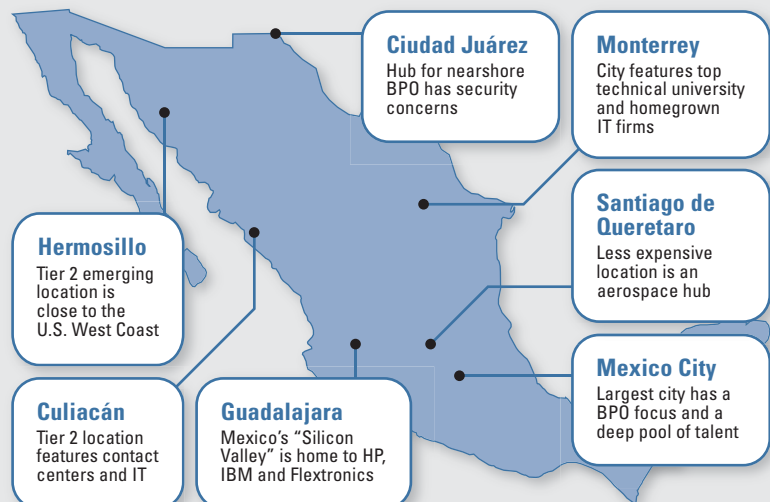 Ciudad Juárez
Hub for nearshore
BPO has security
concerns
Monterrey
City features top
technical university
and homegrown
IT firms
Santiago de
Queretaro
Less expensive
location is an
aerospace hub
Hermosillo
Tier 2 emerging
location is
close to the
U.S. West Coast
Mexico City
Largest city has a
BPO focus and a
deep pool of talent
Culiacán
Tier 2 location
features contact
centers and IT
Guadalajara
Mexico's “Silicon
Valley” is home to HP,
IBM and Flextronics